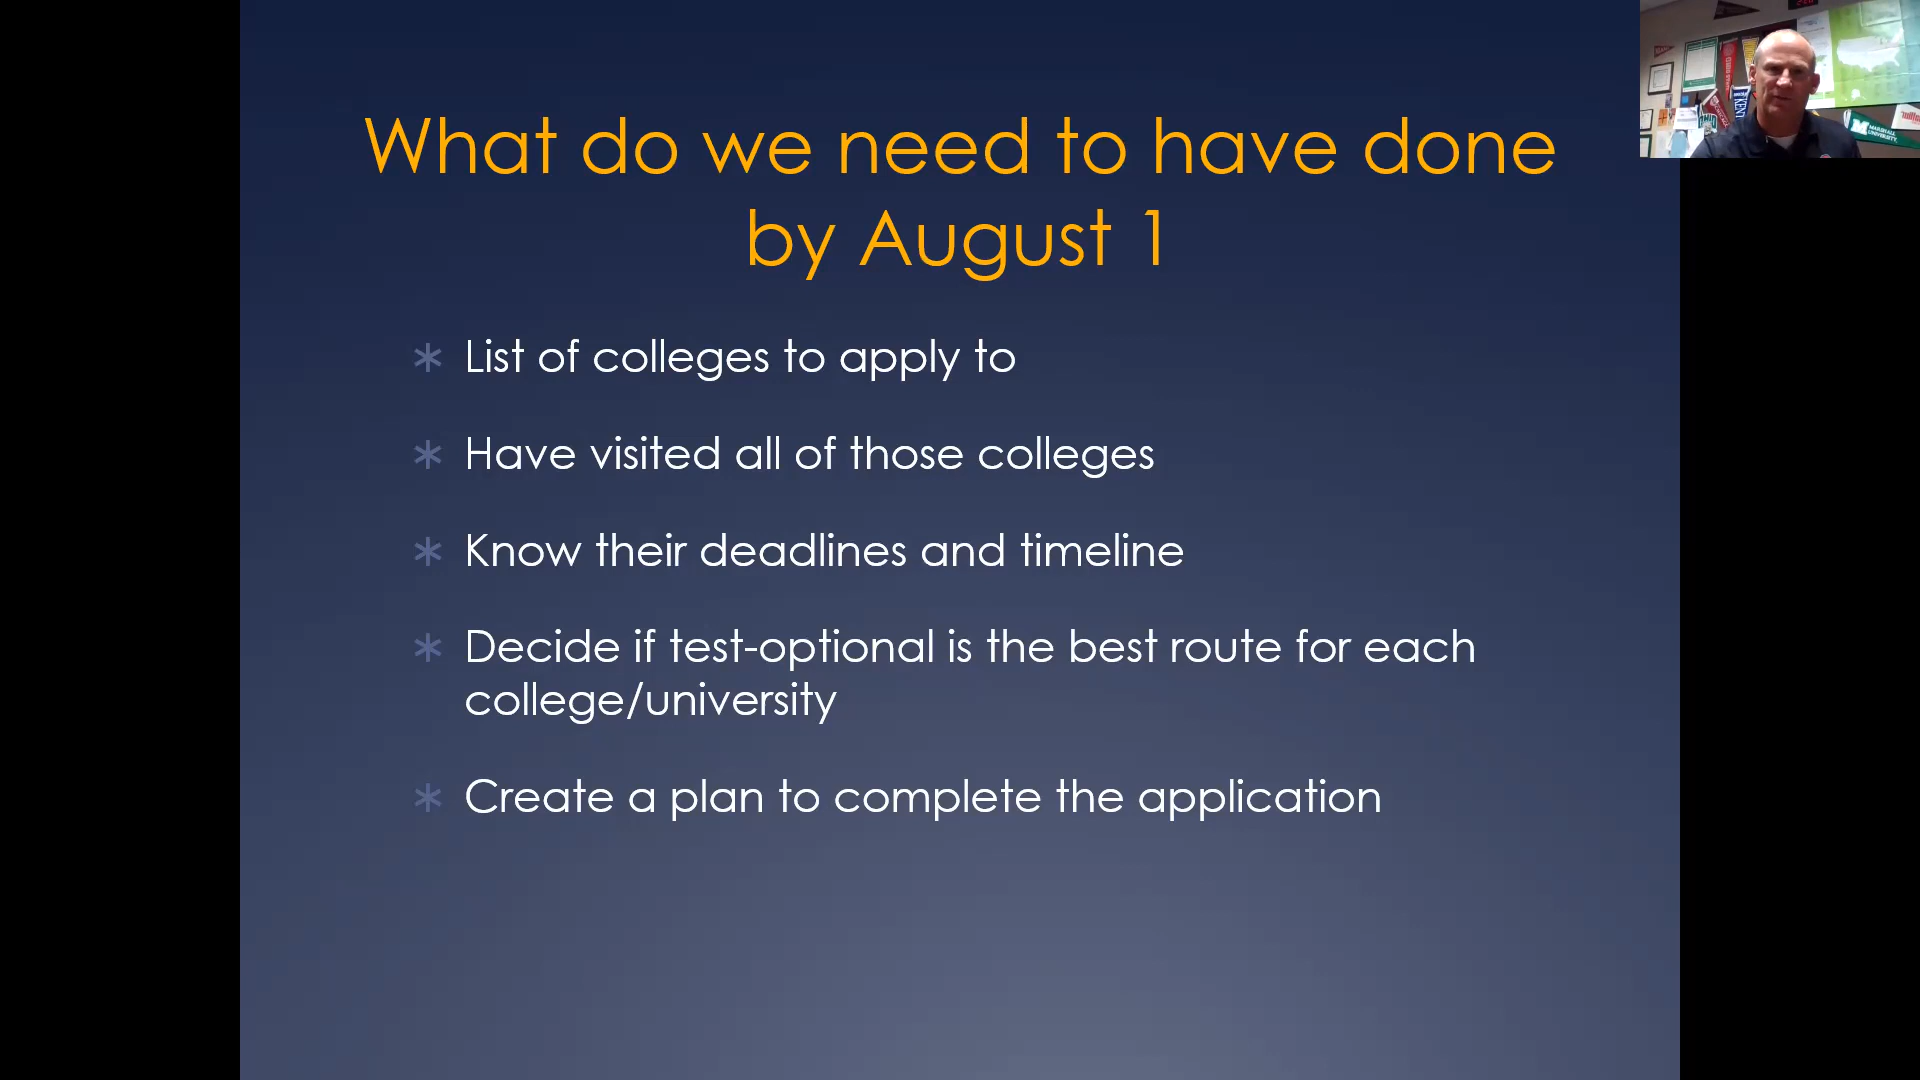 What do we need to have done
by August 1
List of colleges to apply to
Have visited all of those colleges
Know their deadlines and timeline
Decide if test-optional is the best route for each
college/university
Create a plan to complete the application
MARSHALL
UNIVERSITY